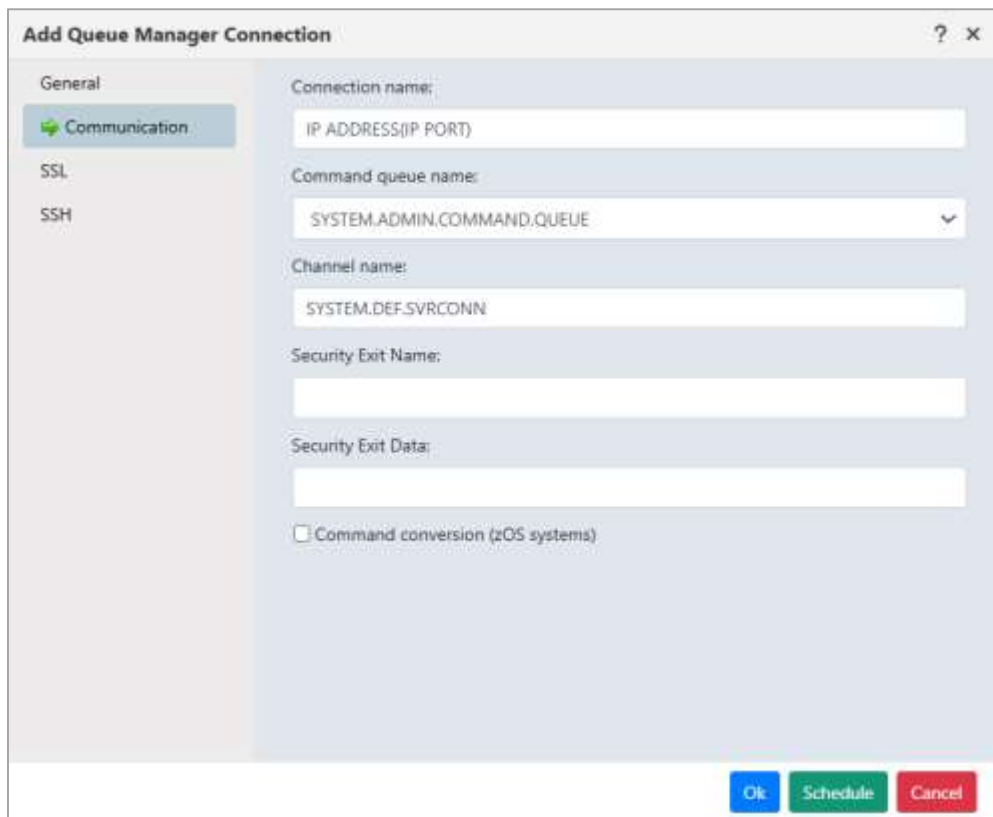 Add Queue Manager Connection ? ×
General
Communication
SSL
SSH
Connection name:
IP ADDRESS(IP PORT)
Command queue name:
SYSTEM.ADMIN.COMMAND.QUEUE
Channel name:
SYSTEM.DEF.SVRCONN
Security Exit Name:
Security Exit Data:
Command conversion (zOS systems)
Ok Schedule Cancel